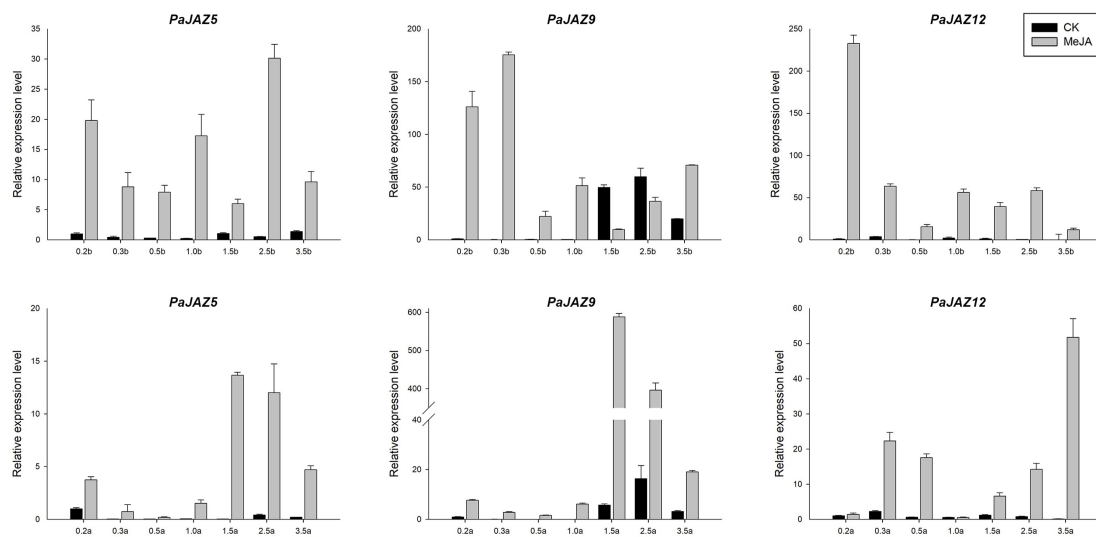 PaJAZ5
Relative expression level
35
30
25
20
15
10
5
0
0.2b 0.3b 0.5b 1.0b 1.5b 2.5b 3.5b
PaJAZ9
Relative expression level
200
150
100
50
0
0.2b 0.3b 0.5b 1.0b 1.5b 2.5b 3.5b
PaJAZ12
CK
MeJA
Relative expression level
250
200
150
100
50
0
0.2b 0.3b 0.5b 1.0b 1.5b 2.5b 3.5b
PaJAZ5
Relative expression level
20
15
10
5
0
0.2a 0.3a 0.5a 1.0a 1.5a 2.5a 3.5a
PaJAZ9
Relative expression level
600
400
40
20
0
0.2a 0.3a 0.5a 1.0a 1.5a 2.5a 3.5a
PaJAZ12
Relative expression level
60
50
40
30
20
10
0
0.2a 0.3a 0.5a 1.0a 1.5a 2.5a 3.5a